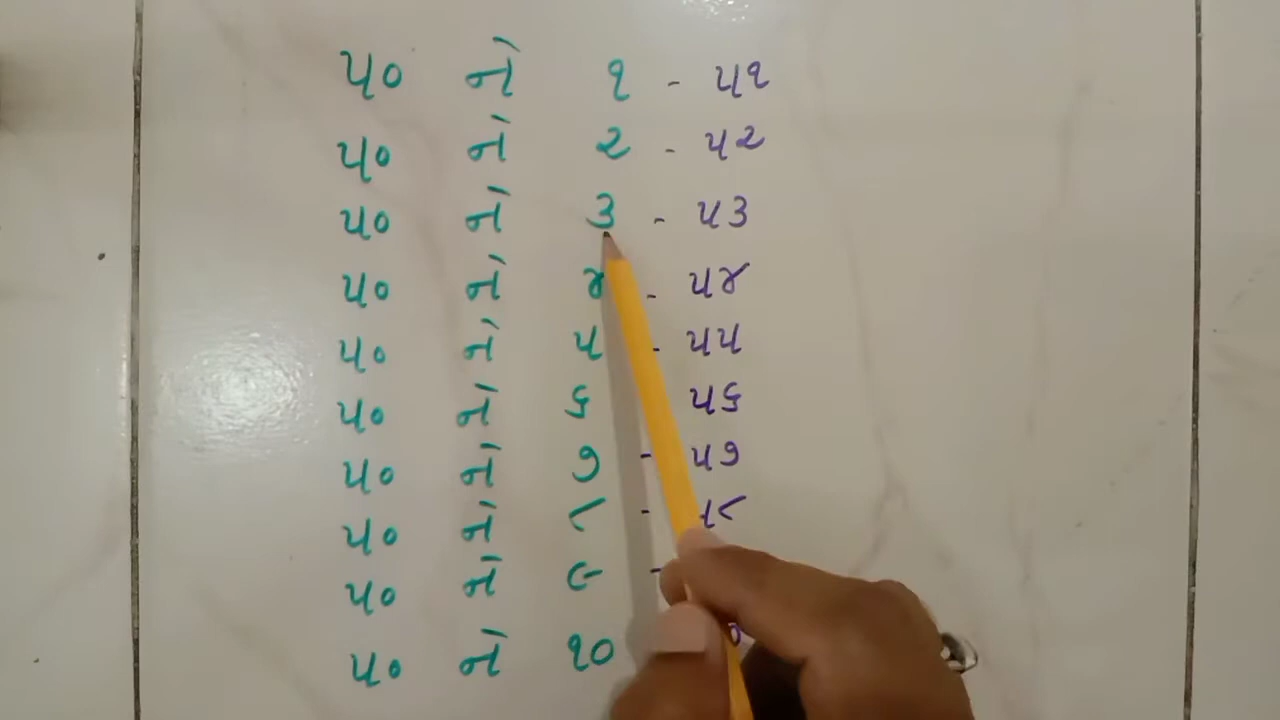 ૫૦ ને ૧ - ૫૧
૫૦ ને ૨ - ૫૨
૫૦ ને ૩ - ૫૩
૫૦ ને ૪ - ૫૪
૫૦ ને ૫ - ૫૫
૫૦ ને ૬ ૫૬
૫૦ ને ૭ - ૫૭
૫૦ ને ૮ - ૫૮
૫૦ ને ૯ -
૫૦ ને ૧૦